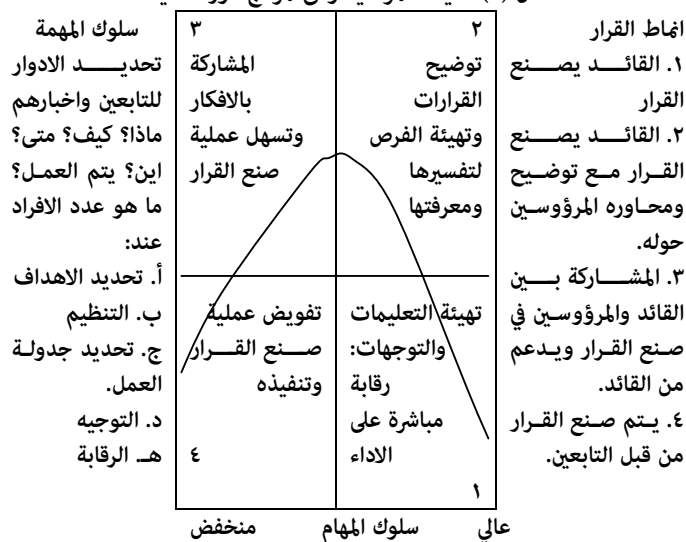 انماط القرار
١. القائد يصنع
القرار
٢. القائد يصنع
القرار مع توضيح
ومحاوره المرؤوسين
حوله.
٣. المشاركة بين
القائد والمرؤوسين في
صنع القرار ويدعم
من القائد.
٤. يتم صنع القرار
من قبل التابعين.
٢
توضيح
القرارات
وتهيئة الفرص
لتفسيرها
ومعرفتها
٣
المشاركة
بالافكار
وتسهل عملية
صنع القرار
تهيئة التعليمات
والتوجهات:
رقابة
مباشرة على
الاداء
١
تفويض عملية
صنع القرار
وتنفيذه
٤
عالي سلوك المهام منخفض
سلوك المهمة
تحديد الادوار
للتابعين واخبارهم
ماذا؟ كيف؟ متى؟
اين؟ يتم العمل؟
ما هو عدد الافراد
عند:
أ. تحديد الاهداف
ب. التنظيم
ج. تحديد جدولة
العمل.
د. التوجيه
هـ. الرقابة